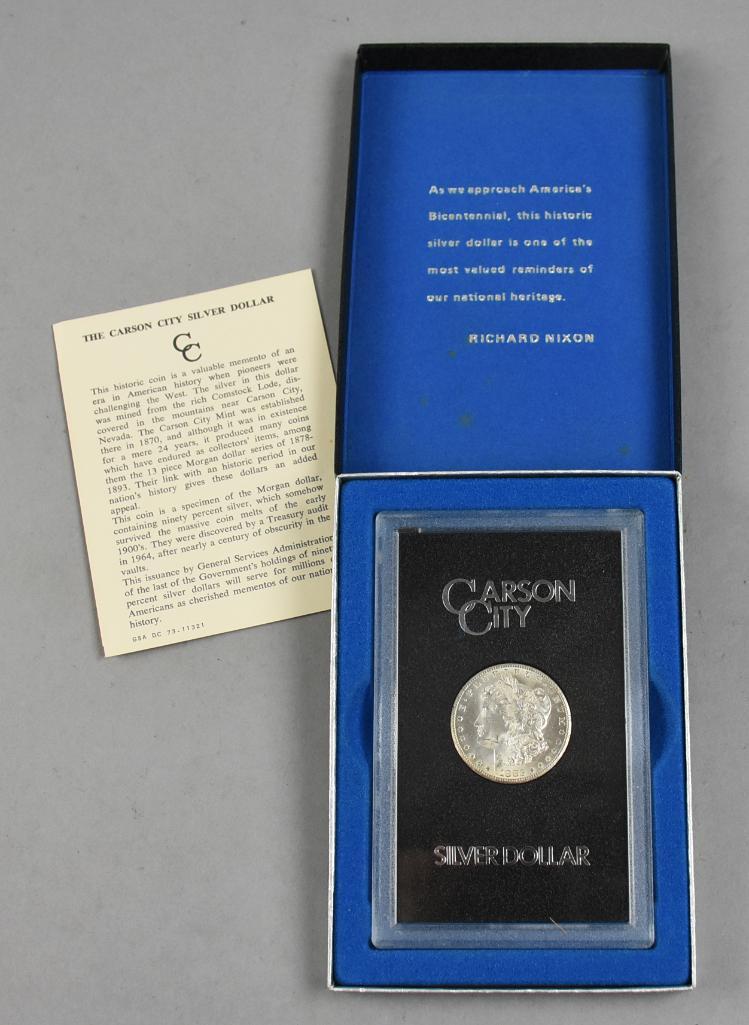 As we approach America's
Bicentennial, this historic
silver dollar is one of the
most valued reminders of
our national heritage.
RICHARD NIXON
THE CARSON CITY SILVER DOLLAR
CC
This historic coin is a valuable memento of an
era in American history when pioneers were
challenging the West. The silver in this dollar
was mined from the rich Comstock Lode, dis-
covered in the mountains near Carson City,
Nevada. The Carson City Mint was established
there in 1870, and although it was in existence
for a mere 24 years, it produced many coins
which have endured as collectors' items, among
them the 13 piece Morgan dollar series of 1878-
1893. Their link with an historic period in our
nation's history gives these dollars an added
appeal.
This coin is a specimen of the Morgan dollar,
containing ninety percent silver, which somehow
survived the massive coin melts of the early
1900's. They were discovered by a Treasury audit
in 1964, after nearly a century of obscurity in the
vaults.
This issuance by General Services Administration
of the last of the Government's holdings of ninety
percent silver dollars will serve for millions
Americans as cherished mementos of our nation
history.
GSA DC 73-11321
CARSON
CITY
SILVER DOLLAR